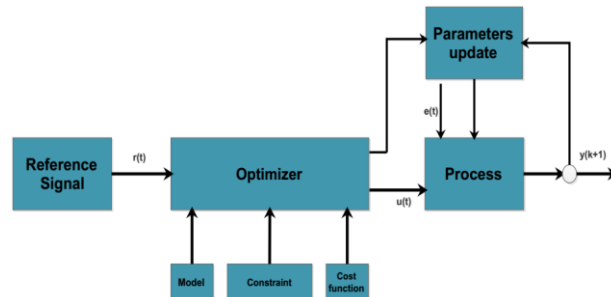 Parameters
update
e(t)
Reference
Signal
r(t)
Optimizer
u(t)
Process
y(k+1)
Model
Constraint
Cost
function